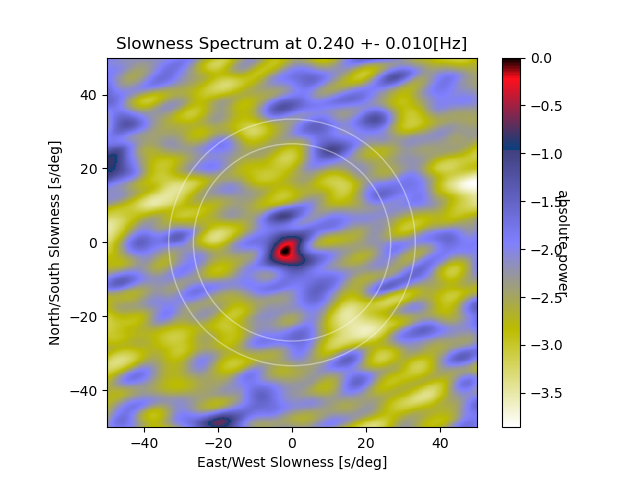 Slowness Spectrum at 0.240 +- 0.010[Hz]
North/South Slowness [s/deg]
40
20
0
−20
−40
−40 −20 0 20 40
East/West Slowness [s/deg]
0.0
−0.5
−1.0
−1.5
−2.0
−2.5
−3.0
−3.5
absolute power